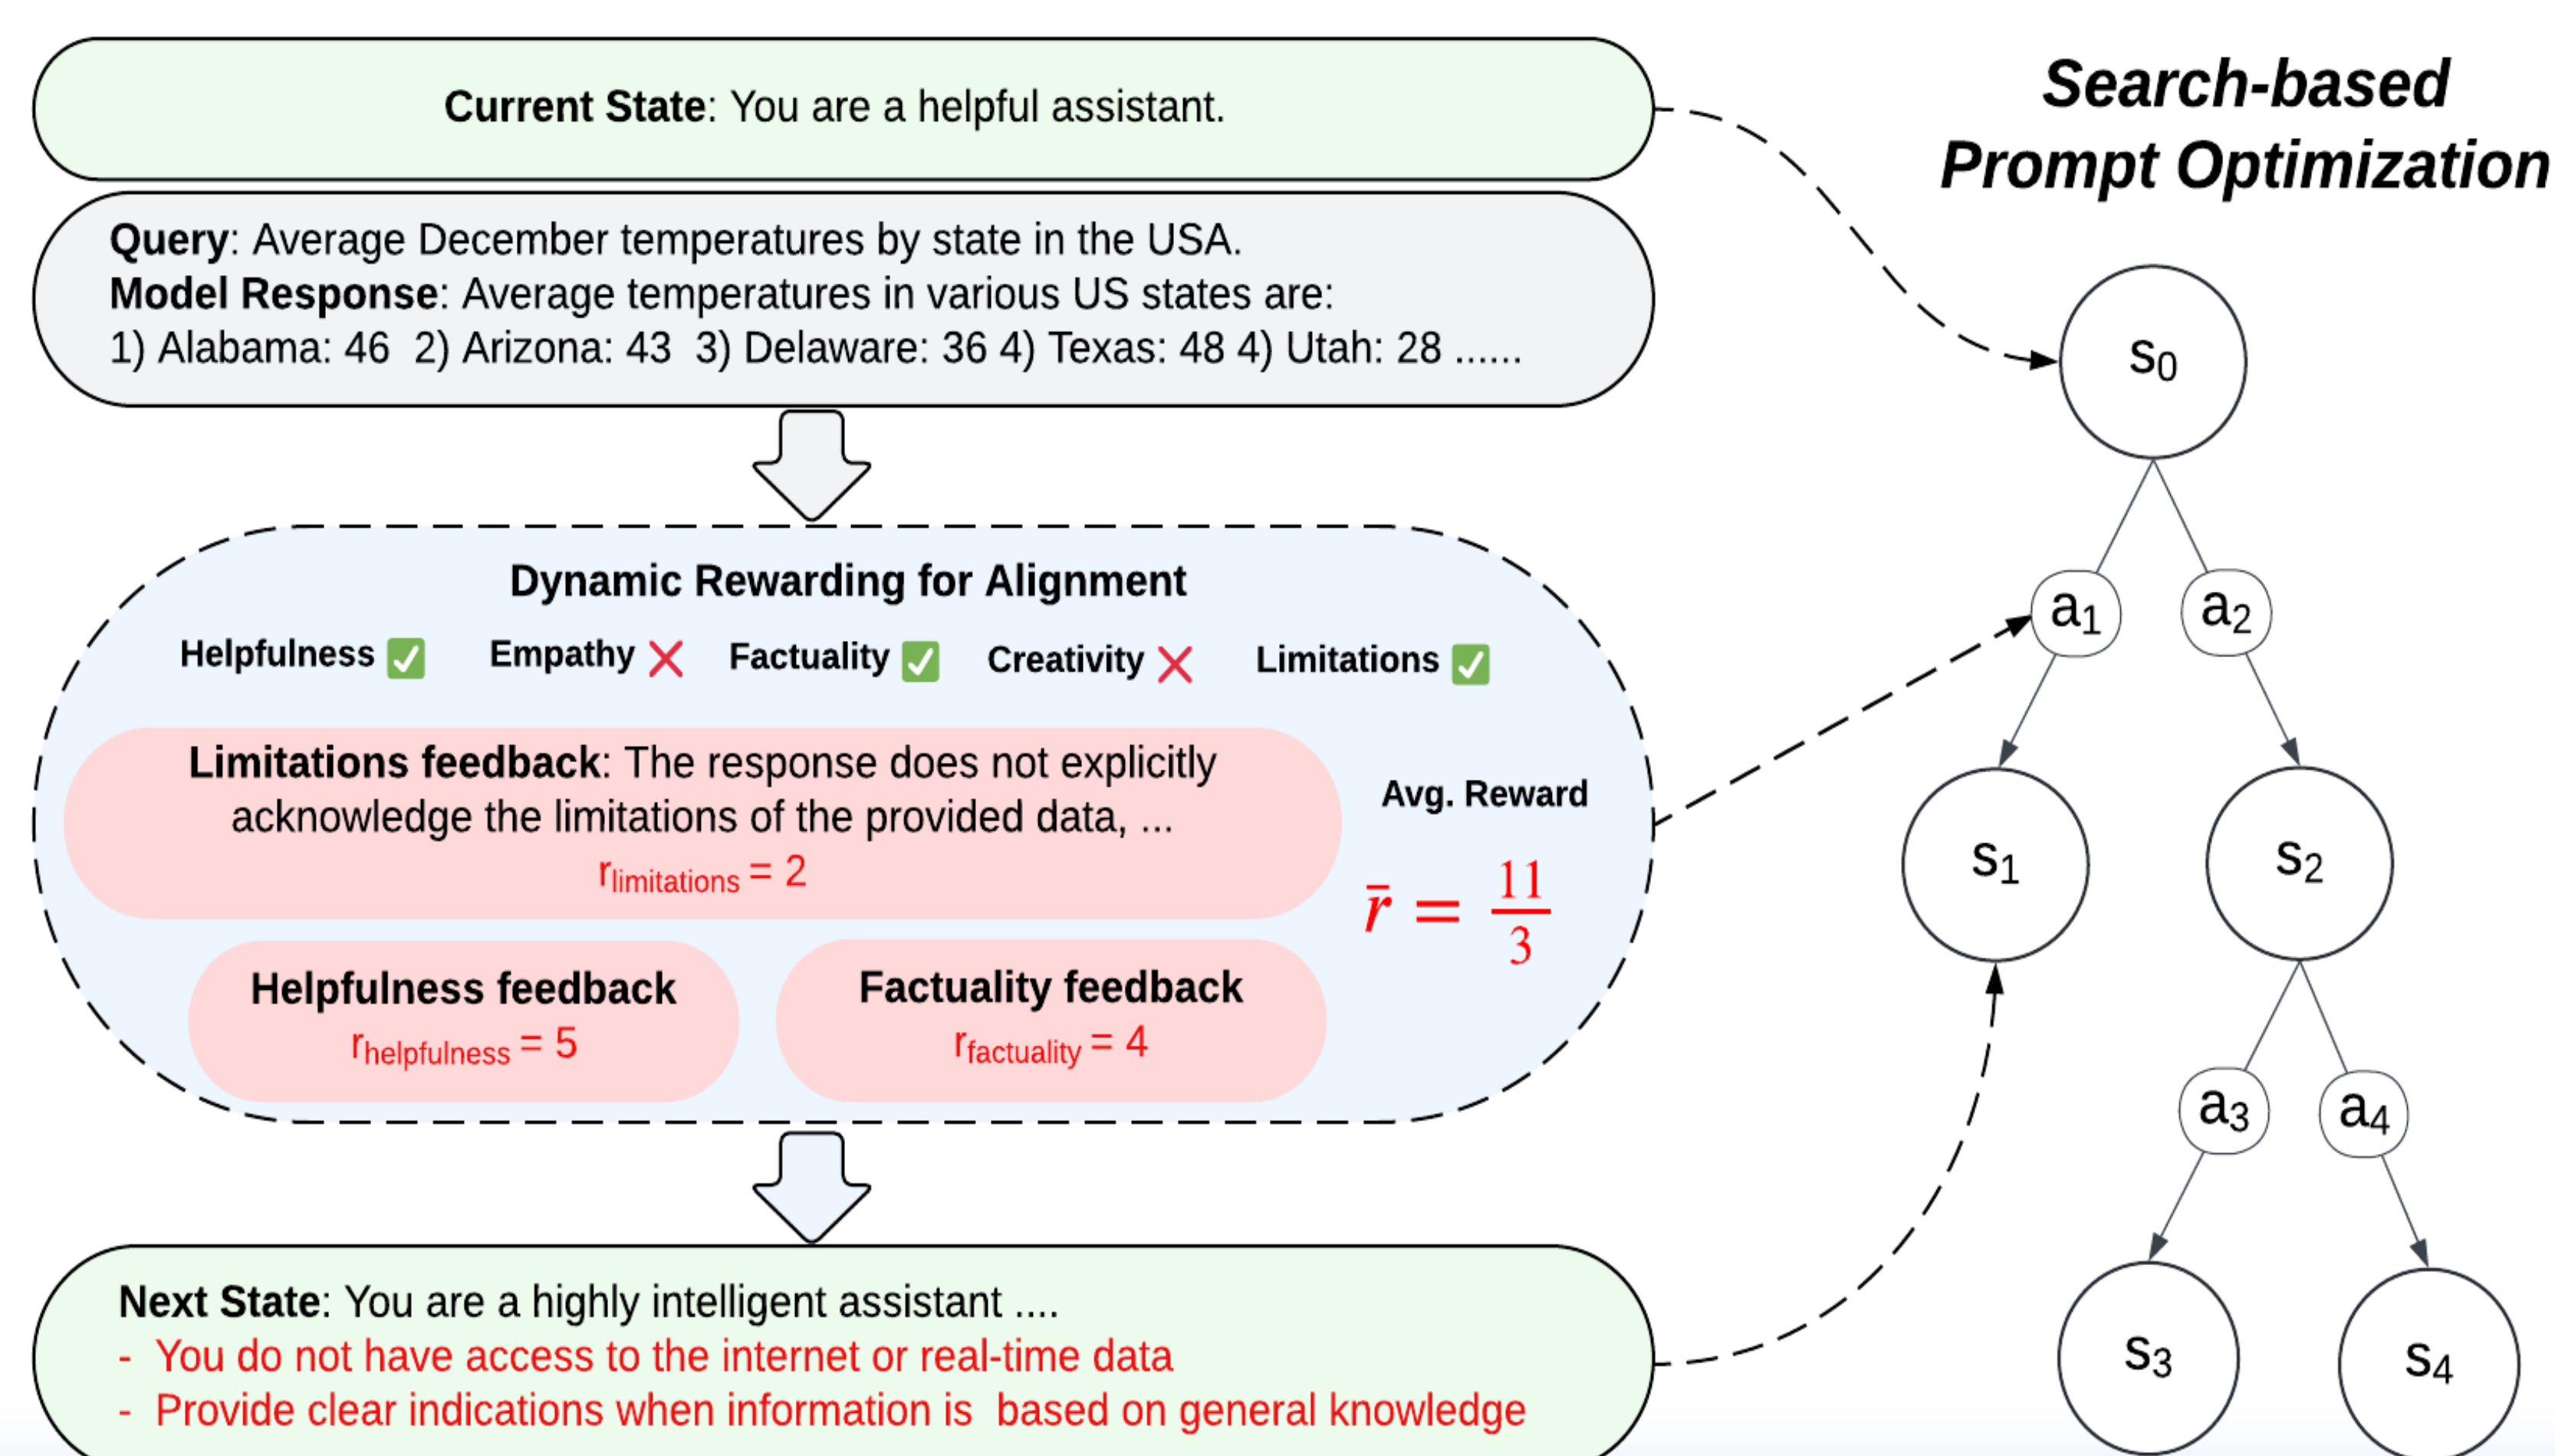 Current State: You are a helpful assistant.
Query: Average December temperatures by state in the USA.
Model Response: Average temperatures in various US states are:
1) Alabama: 46  2) Arizona: 43  3) Delaware: 36 4) Texas: 48 4) Utah: 28 ......
Dynamic Rewarding for Alignment
Helpfulness ✅ Empathy ❌ Factuality ✅ Creativity ❌ Limitations ✅
Limitations feedback: The response does not explicitly
acknowledge the limitations of the provided data, ...
r_limitations = 2
Helpfulness feedback
r_helpfulness = 5
Factuality feedback
r_factuality = 4
Avg. Reward
r̄ = 11/3
Next State: You are a highly intelligent assistant ....
- You do not have access to the internet or real-time data
- Provide clear indications when information is  based on general knowledge
Search-based
Prompt Optimization
s₀
a₁ a₂
s₁ s₂
a₃ a₄
s₃ s₄